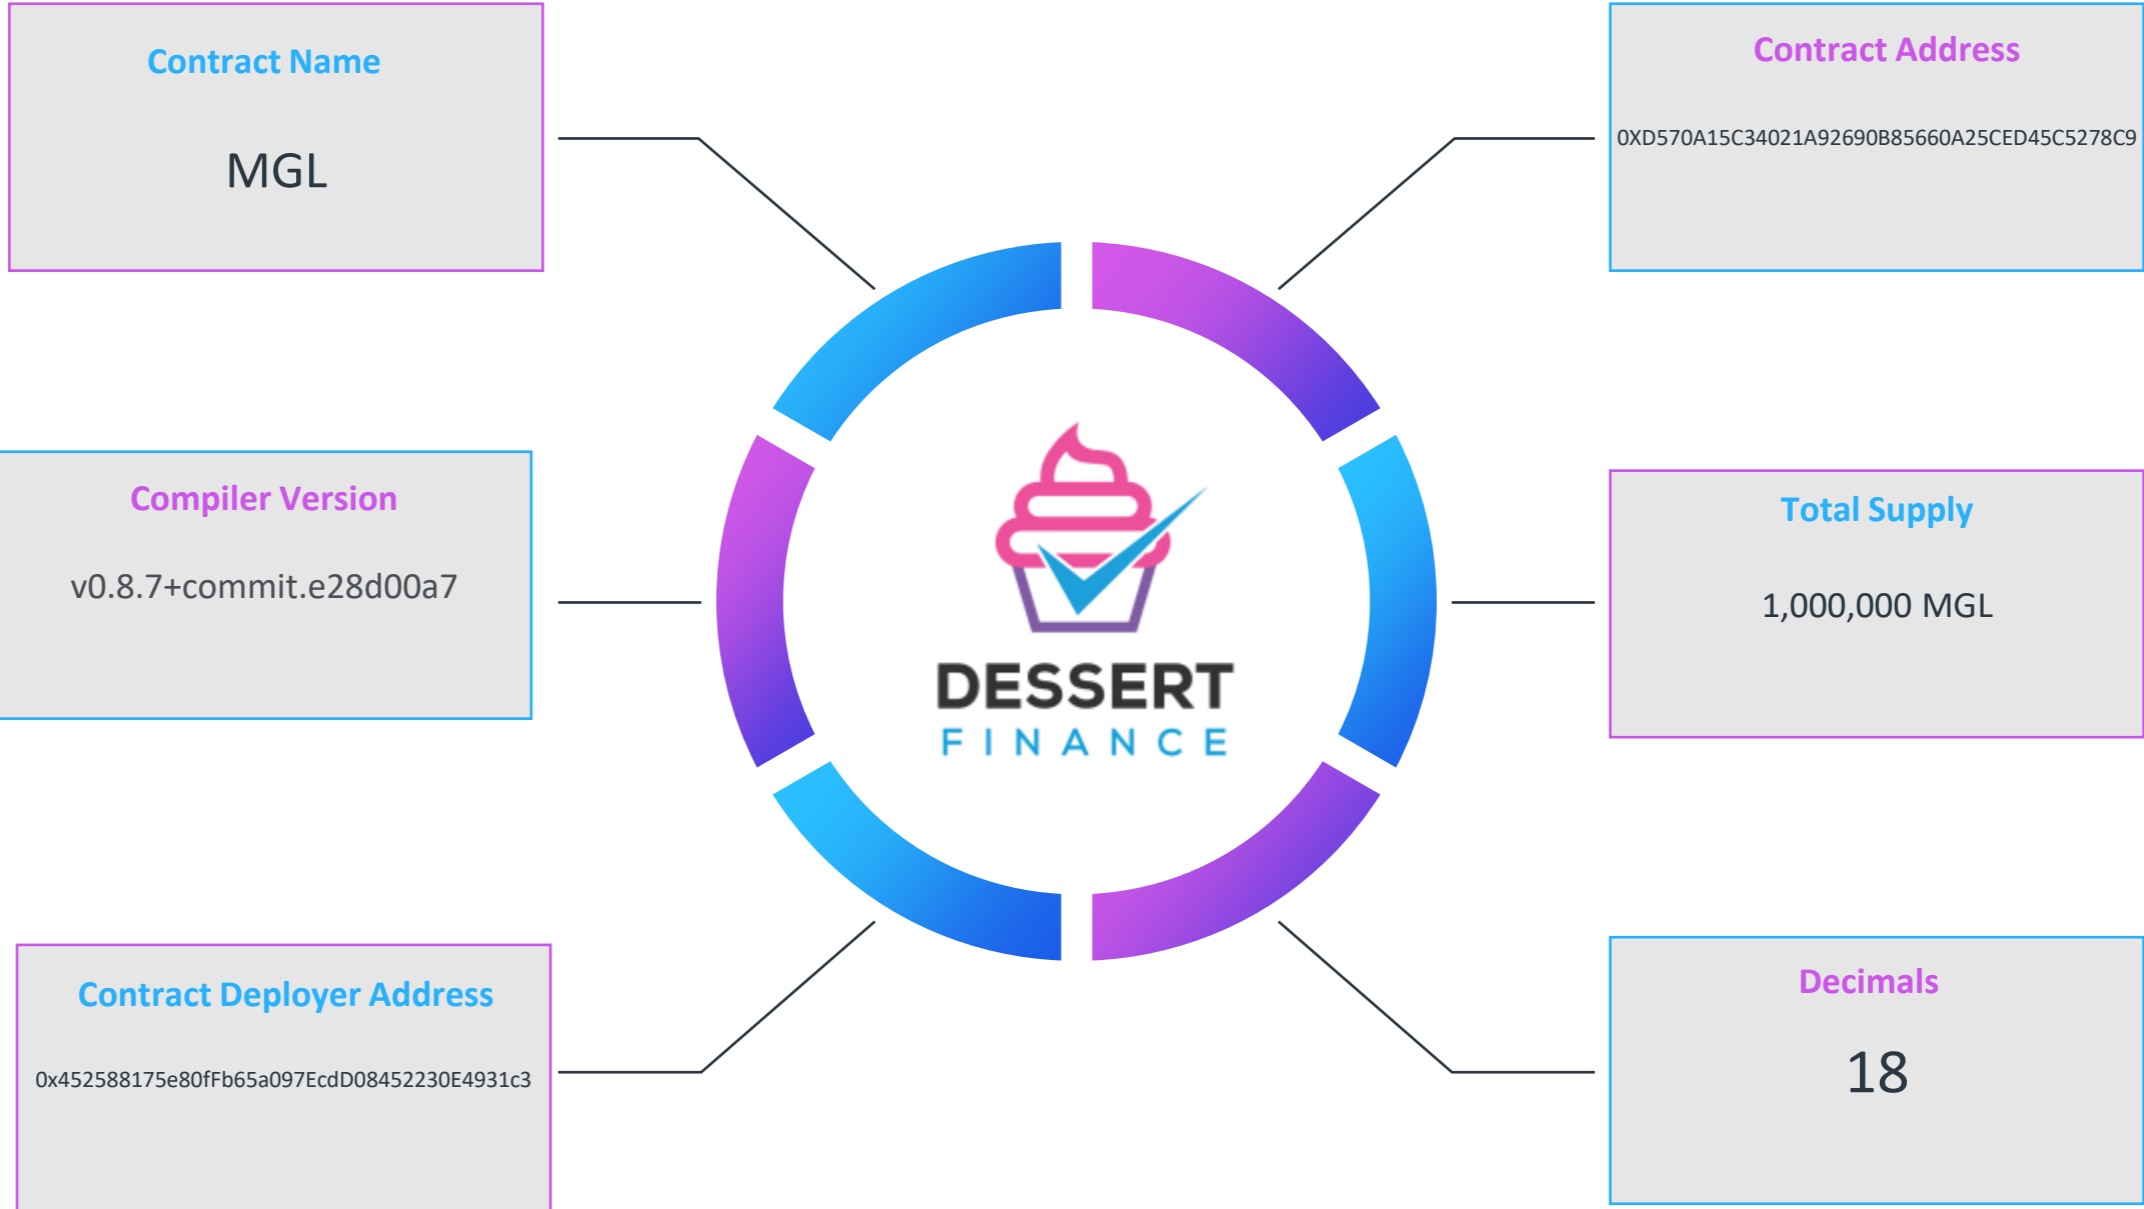 Contract Name
MGL
Contract Address
0XD570A15C34021A92690B85660A25CED45C5278C9
Compiler Version
v0.8.7+commit.e28d00a7
Total Supply
1,000,000 MGL
DESSERT
FINANCE
Contract Deployer Address
0x452588175e80fFb65a097EcdD08452230E4931c3
Decimals
18